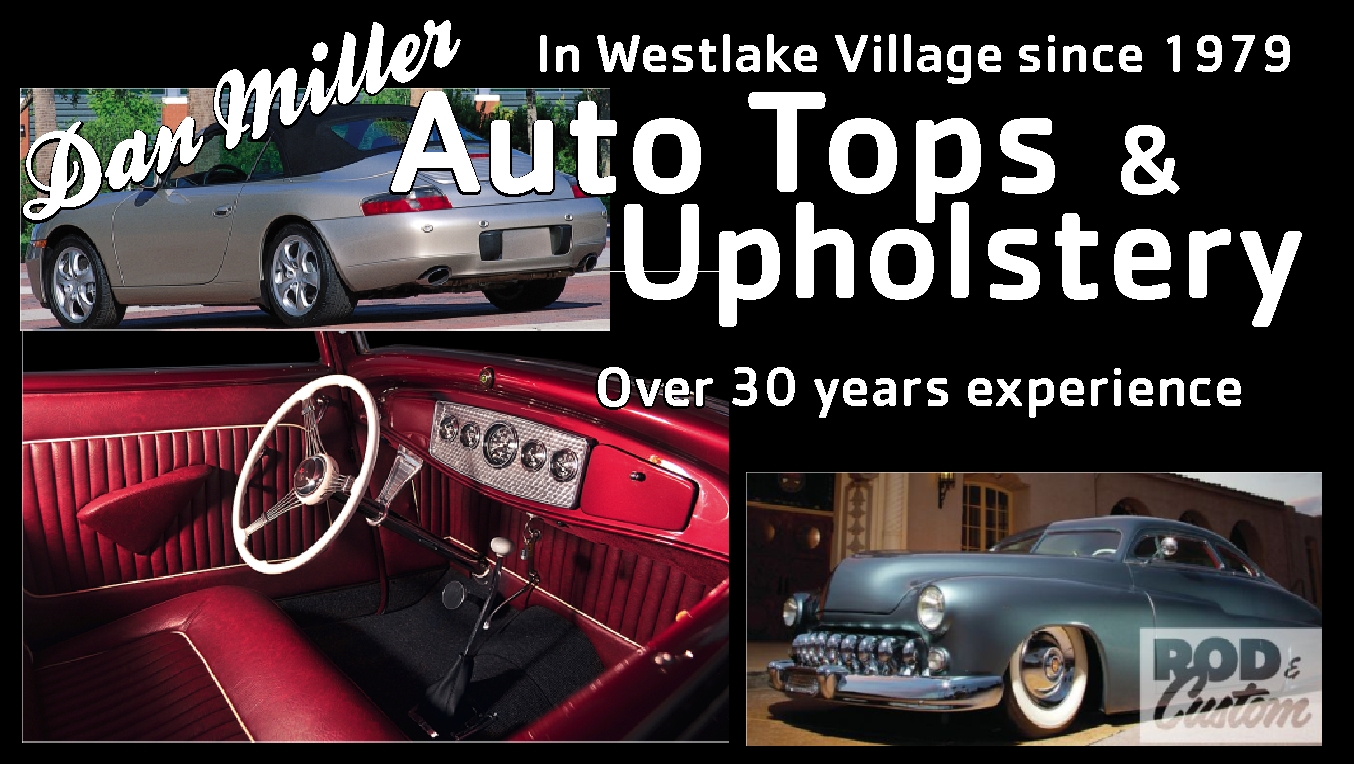 Dan Miller
In Westlake Village since 1979
Auto Tops &
Upholstery
Over 30 years experience
ROD &
Custom